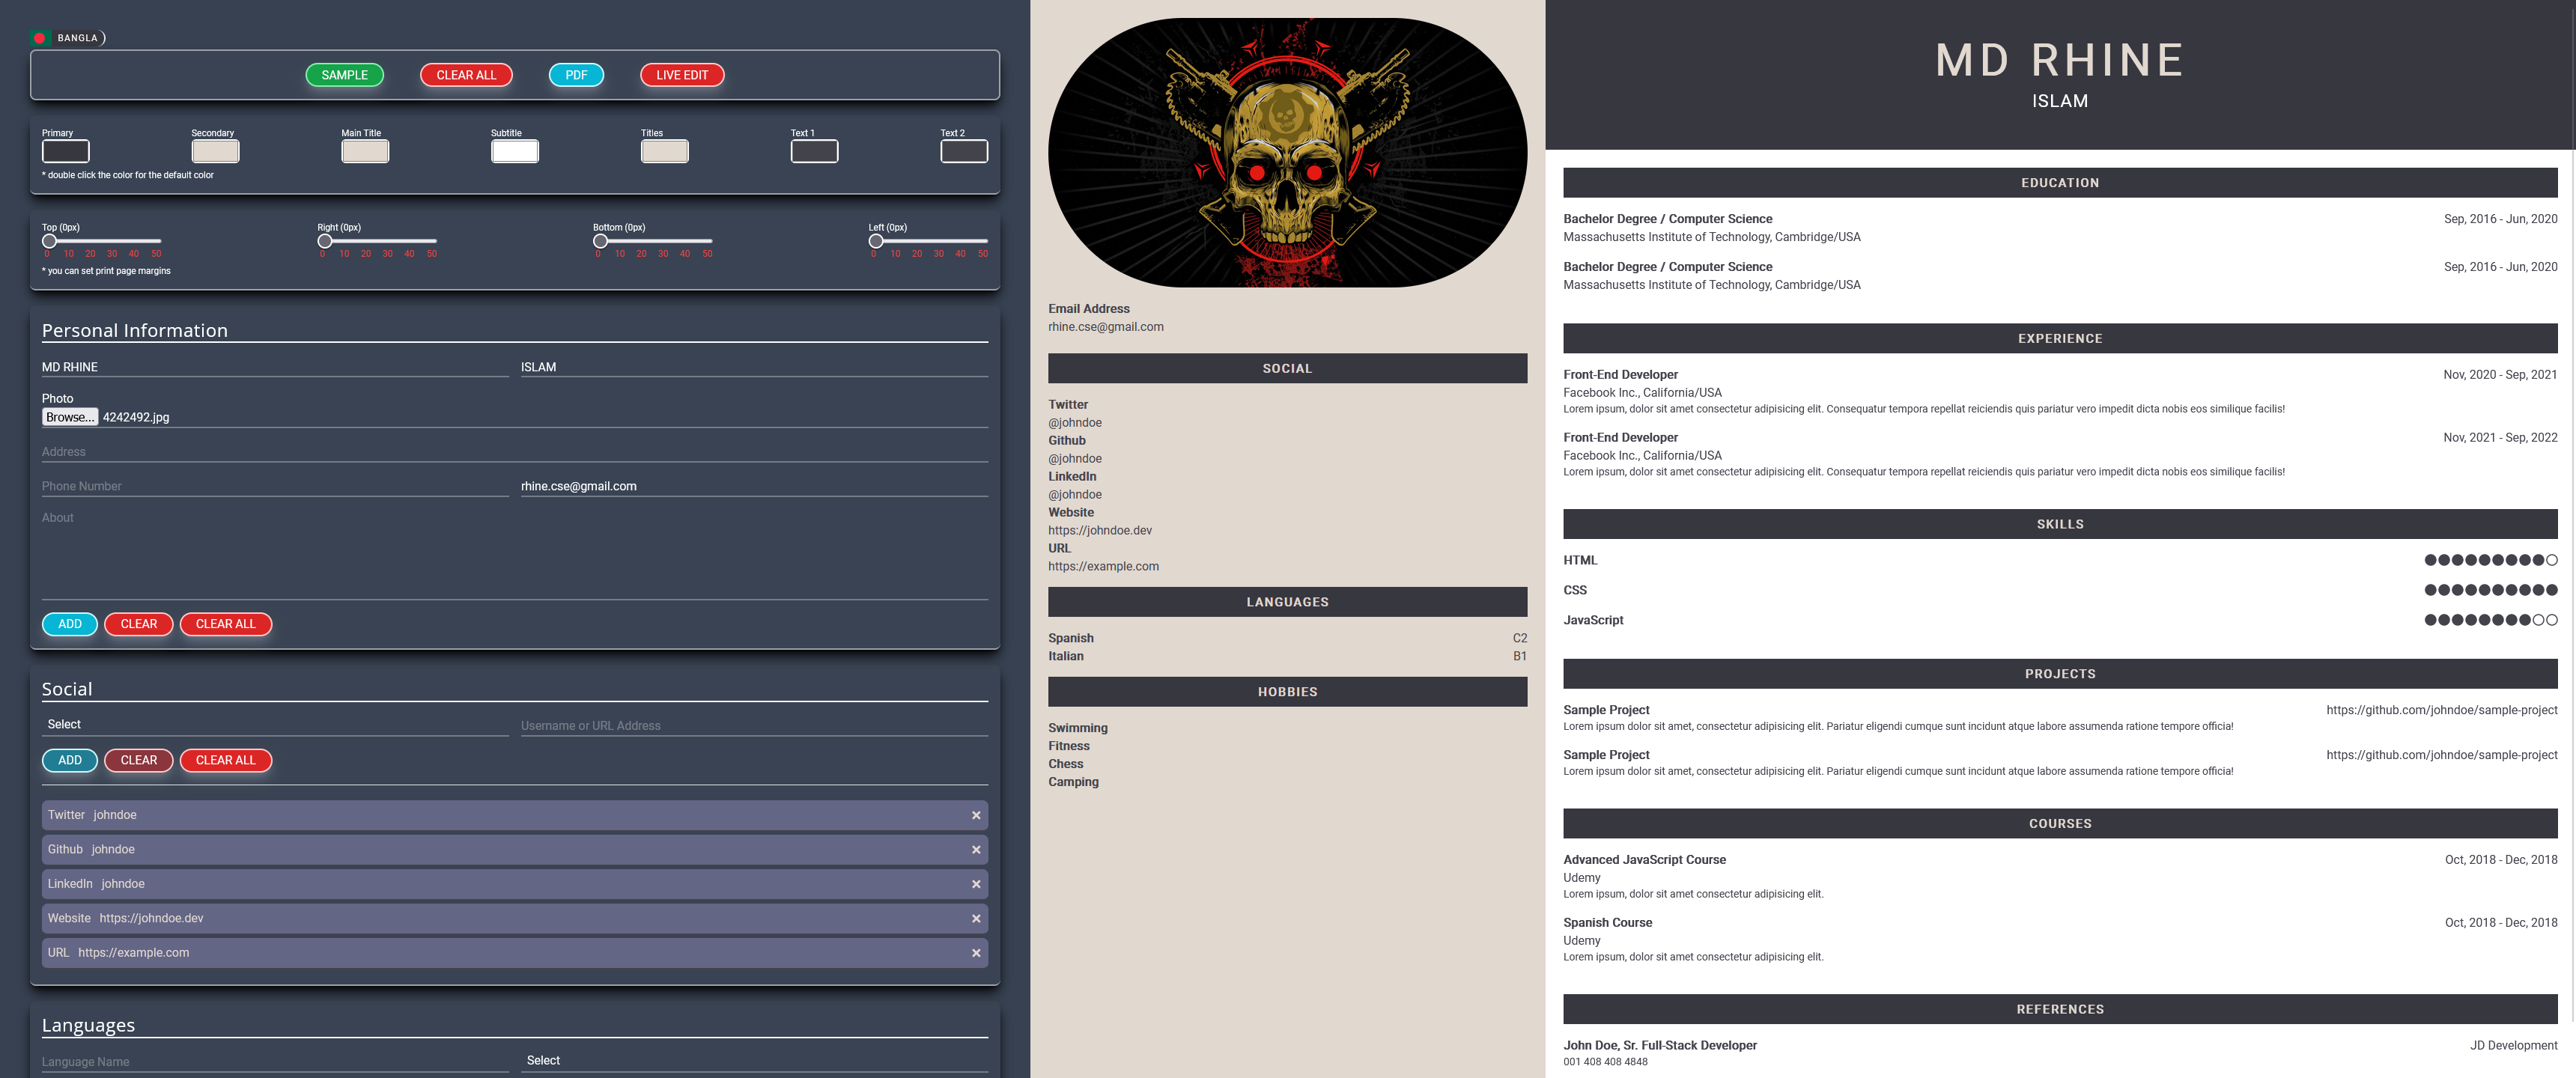 BANGLA
SAMPLE CLEAR ALL PDF LIVE EDIT
Primary Secondary Main Title Subtitle Titles Text 1 Text 2
* double click the color for the default color
Top (0px) Right (0px) Bottom (0px) Left (0px)
0 10 20 30 40 50 0 10 20 30 40 50 0 10 20 30 40 50 0 10 20 30 40 50
* you can set print page margins
Personal Information
MD RHINE ISLAM
Photo
Browse... 4242492.jpg
Address
Phone Number rhine.cse@gmail.com
About
ADD CLEAR CLEAR ALL
Social
Select Username or URL Address
ADD CLEAR CLEAR ALL
Twitter johndoe ×
Github johndoe ×
LinkedIn johndoe ×
Website https://johndoe.dev ×
URL https://example.com ×
Languages
Language Name Select
Email Address
rhine.cse@gmail.com
SOCIAL
Twitter
@johndoe
Github
@johndoe
LinkedIn
@johndoe
Website
https://johndoe.dev
URL
https://example.com
LANGUAGES
Spanish C2
Italian B1
HOBBIES
Swimming
Fitness
Chess
Camping
MD RHINE
ISLAM
EDUCATION
Bachelor Degree / Computer Science Sep, 2016 - Jun, 2020
Massachusetts Institute of Technology, Cambridge/USA
Bachelor Degree / Computer Science Sep, 2016 - Jun, 2020
Massachusetts Institute of Technology, Cambridge/USA
EXPERIENCE
Front-End Developer Nov, 2020 - Sep, 2021
Facebook Inc., California/USA
Lorem ipsum, dolor sit amet consectetur adipisicing elit. Consequatur tempora repellat reiciendis quis pariatur vero impedit dicta nobis eos similique facilis!
Front-End Developer Nov, 2021 - Sep, 2022
Facebook Inc., California/USA
Lorem ipsum, dolor sit amet consectetur adipisicing elit. Consequatur tempora repellat reiciendis quis pariatur vero impedit dicta nobis eos similique facilis!
SKILLS
HTML
CSS
JavaScript
PROJECTS
Sample Project https://github.com/johndoe/sample-project
Lorem ipsum dolor sit amet, consectetur adipisicing elit. Pariatur eligendi cumque sunt incidunt atque labore assumenda ratione tempore officia!
Sample Project https://github.com/johndoe/sample-project
Lorem ipsum dolor sit amet, consectetur adipisicing elit. Pariatur eligendi cumque sunt incidunt atque labore assumenda ratione tempore officia!
COURSES
Advanced JavaScript Course Oct, 2018 - Dec, 2018
Udemy
Lorem ipsum, dolor sit amet consectetur adipisicing elit.
Spanish Course Oct, 2018 - Dec, 2018
Udemy
Lorem ipsum, dolor sit amet consectetur adipisicing elit.
REFERENCES
John Doe, Sr. Full-Stack Developer JD Development
001 408 408 4848